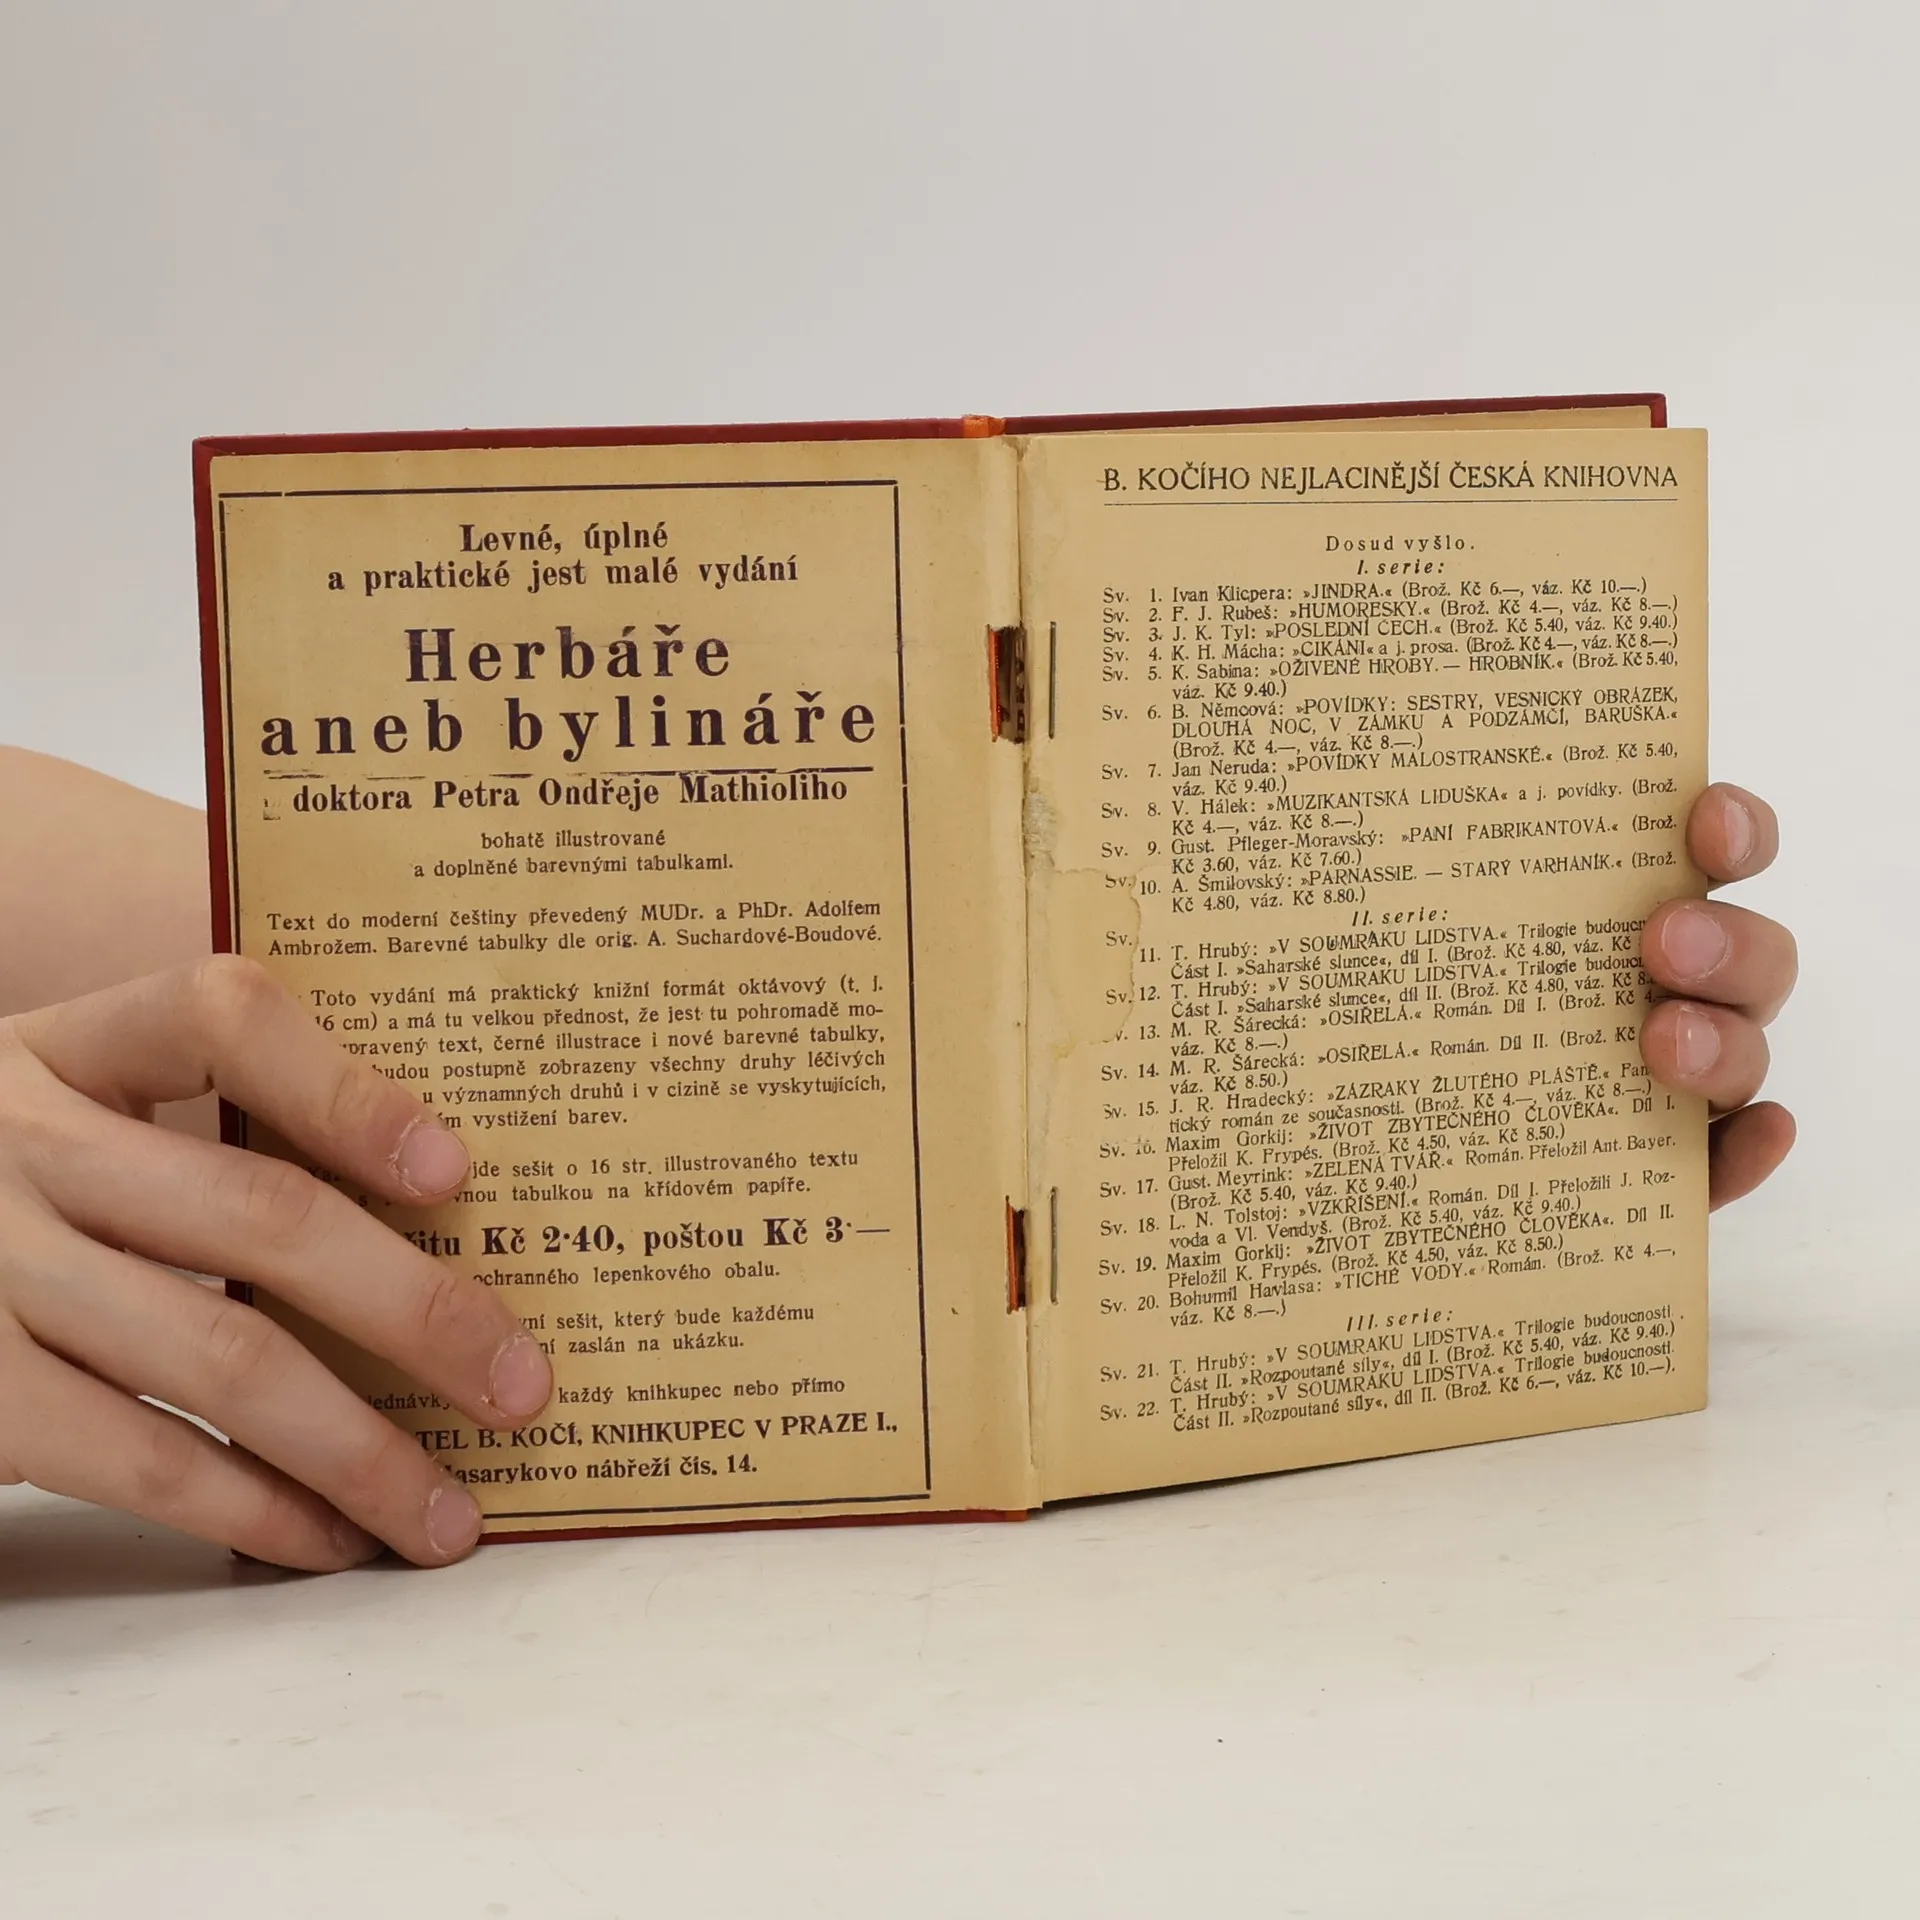 Levné, úplné
a praktické jest malé vydání
Herbáře
aneb bylináře
doktora Petra Ondřeje Mathioliho
bohatě illustrované
a doplněné barevnými tabulkami.
Text do moderní češtiny převedený MUDr. a PhDr. Adolfem
Ambrožem. Barevné tabulky dle orig. A. Suchardové-Boudové.
Toto vydání má praktický knižní formát oktávový (t. j.
16 cm) a má tu velkou přednost, že jest tu pohromadě mo-
upravený text, černé illustrace i nové barevné tabulky,
budou postupně zobrazeny všechny druhy léčivých
u významných druhů i v cizině se vyskytujících,
vystižení barev.
jde sešit o 16 str. illustrovaného textu
tabulkou na křídovém papíře.
Kč 2·40, poštou Kč 3·—
ochranného lepenkového obalu.
sešit, který bude každému
zaslán na ukázku.
každý knihkupec nebo přímo
B. KOČÍ, KNIHKUPEC V PRAZE I.,
Masarykovo nábřeží čís. 14.
B. KOČÍHO NEJLACINĚJŠÍ ČESKÁ KNIHOVNA
Dosud vyšlo.
I. serie:
Sv. 1. Ivan Klicpera: »JINDRA.« (Brož. Kč 6.—, váz. Kč 10.—.)
Sv. 2. F. J. Rubeš: »HUMORESKY.« (Brož. Kč 4.—, váz. Kč 8.—.)
Sv. 3. J. K. Tyl: »POSLEDNÍ ČECH.« (Brož. Kč 5.40, váz. Kč 9.40.)
Sv. 4. K. H. Mácha: »CIKÁNI« a j. prosa. (Brož. Kč 4.—, váz. Kč 8.—.)
Sv. 5. K. Sabina: »OŽIVENÉ HROBY. — HROBNÍK.« (Brož. Kč 5.40,
váz. Kč 9.40.)
Sv. 6. B. Němcová: »POVÍDKY: SESTRY, VESNICKÝ OBRÁZEK,
DLOUHÁ NOC, V ZÁMKU A PODZÁMČÍ, BARUŠKA.«
(Brož. Kč 4.—, váz. Kč 8.—.)
Sv. 7. Jan Neruda: »POVÍDKY MALOSTRANSKÉ.« (Brož. Kč 5.40,
váz. Kč 9.40.)
Sv. 8. V. Hálek: »MUZIKANTSKÁ LIDUŠKA« a j. povídky. (Brož.
Kč 4.—, váz. Kč 8.—.)
Sv. 9. Gust. Pfleger-Moravský: »PANÍ FABRIKANTOVÁ.« (Brož.
Kč 3.60, váz. Kč 7.60.)
Sv. 10. A. Šmilovský: »PARNASSIE. — STARÝ VARHANÍK.« (Brož.
Kč 4.80, váz. Kč 8.80.)
II. serie:
Sv. 11. T. Hrubý: »V SOUMRAKU LIDSTVA.« Trilogie budoucn
Část I. »Saharské slunce«, díl I. (Brož. Kč 4.80, váz. Kč
Sv. 12. T. Hrubý: »V SOUMRAKU LIDSTVA.« Trilogie budouc
Část I. »Saharské slunce«, díl II. (Brož. Kč 4.80, váz. Kč 8.
v. 13. M. R. Šárecká: »OSIŘELÁ.« Román. Díl I. (Brož. Kč 4.—
váz. Kč 8.—.)
Sv. 14. M. R. Šárecká: »OSIŘELÁ.« Román. Díl II. (Brož. Kč
váz. Kč 8.50.)
Sv. 15. J. R. Hradecký: »ZÁZRAKY ŽLUTÉHO PLÁŠTĚ.« Fan
tický román ze současnosti. (Brož. Kč 4.—, váz. Kč 8.—.)
Sv. 16. Maxim Gorkij: »ŽIVOT ZBYTEČNÉHO ČLOVĚKA«. Díl I.
Přeložil K. Frypés. (Brož. Kč 4.50, váz. Kč 8.50.)
Sv. 17. Gust. Meyrink: »ZELENÁ TVÁŘ.« Román. Přeložil Ant. Bayer.
(Brož. Kč 5.40, váz. Kč 9.40.)
Sv. 18. L. N. Tolstoj: »VZKŘÍŠENÍ.« Román. Díl I. Přeložili J. Roz-
voda a Vl. Vendyš. (Brož. Kč 5.40, váz. Kč 9.40.)
Sv. 19. Maxim Gorkij: »ŽIVOT ZBYTEČNÉHO ČLOVĚKA«. Díl II.
Přeložil K. Frypés. (Brož. Kč 4.50, váz. Kč 8.50.)
Sv. 20. Bohumil Havlasa: »TICHÉ VODY.« Román. (Brož. Kč 4.—,
váz. Kč 8.—.)
III. serie:
Sv. 21. T. Hrubý: »V SOUMRAKU LIDSTVA.« Trilogie budoucnosti.
Část II. »Rozpoutané síly«, díl I. (Brož. Kč 5.40, váz. Kč 9.40.)
Sv. 22. T. Hrubý: »V SOUMRAKU LIDSTVA.« Trilogie budoucnosti.
Část II. »Rozpoutané síly«, díl II. (Brož. Kč 6.—, váz. Kč 10.—).